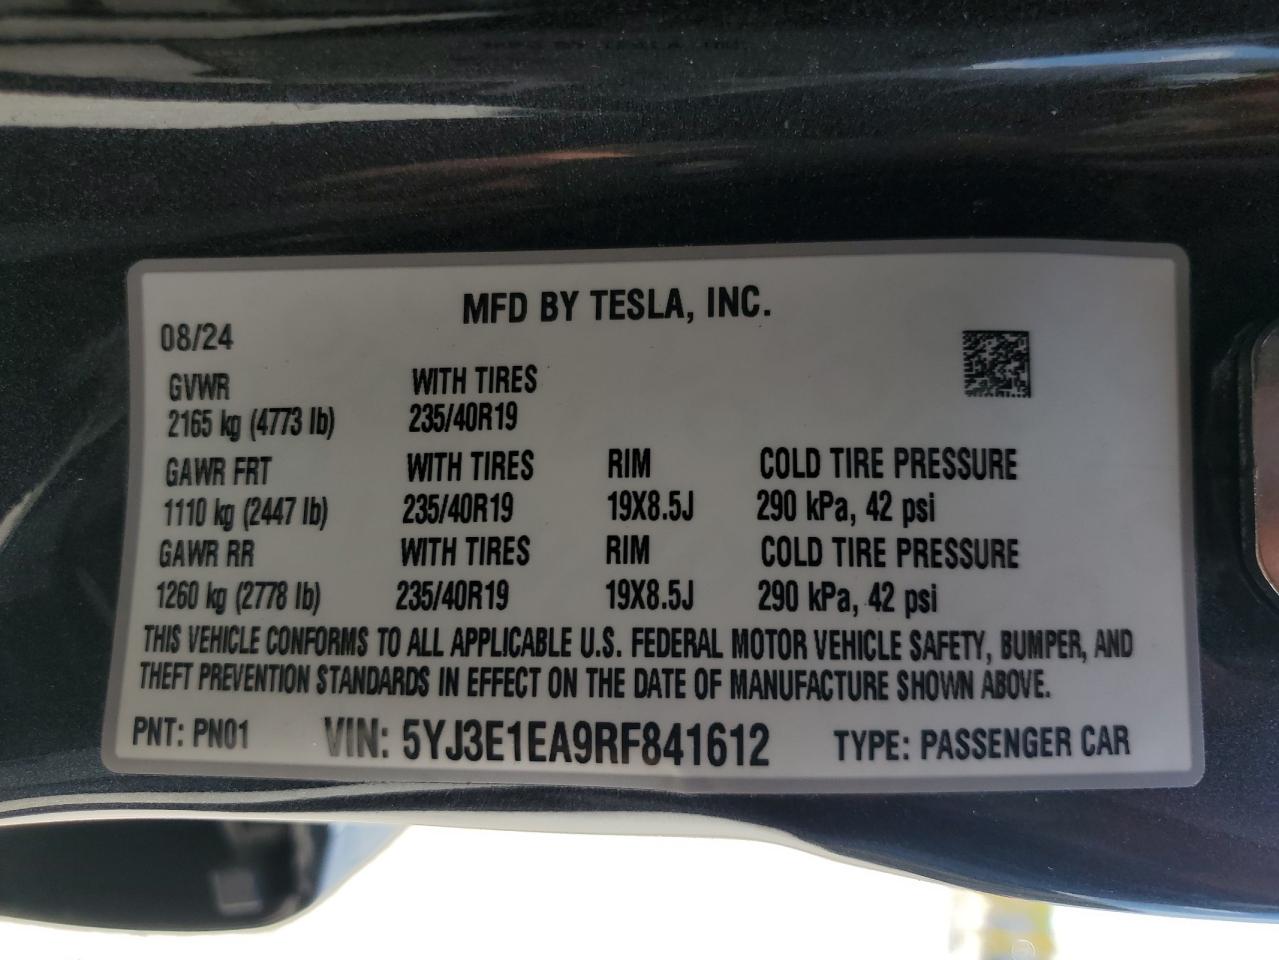 MFD BY TESLA, INC.
08/24
GVWR WITH TIRES
2165 kg (4773 lb) 235/40R19
GAWR FRT WITH TIRES RIM COLD TIRE PRESSURE
1110 kg (2447 lb) 235/40R19 19X8.5J 290 kPa, 42 psi
GAWR RR WITH TIRES RIM COLD TIRE PRESSURE
1260 kg (2778 lb) 235/40R19 19X8.5J 290 kPa, 42 psi
THIS VEHICLE CONFORMS TO ALL APPLICABLE U.S. FEDERAL MOTOR VEHICLE SAFETY, BUMPER, AND
THEFT PREVENTION STANDARDS IN EFFECT ON THE DATE OF MANUFACTURE SHOWN ABOVE.
PNT: PN01 VIN: 5YJ3E1EA9RF841612 TYPE: PASSENGER CAR